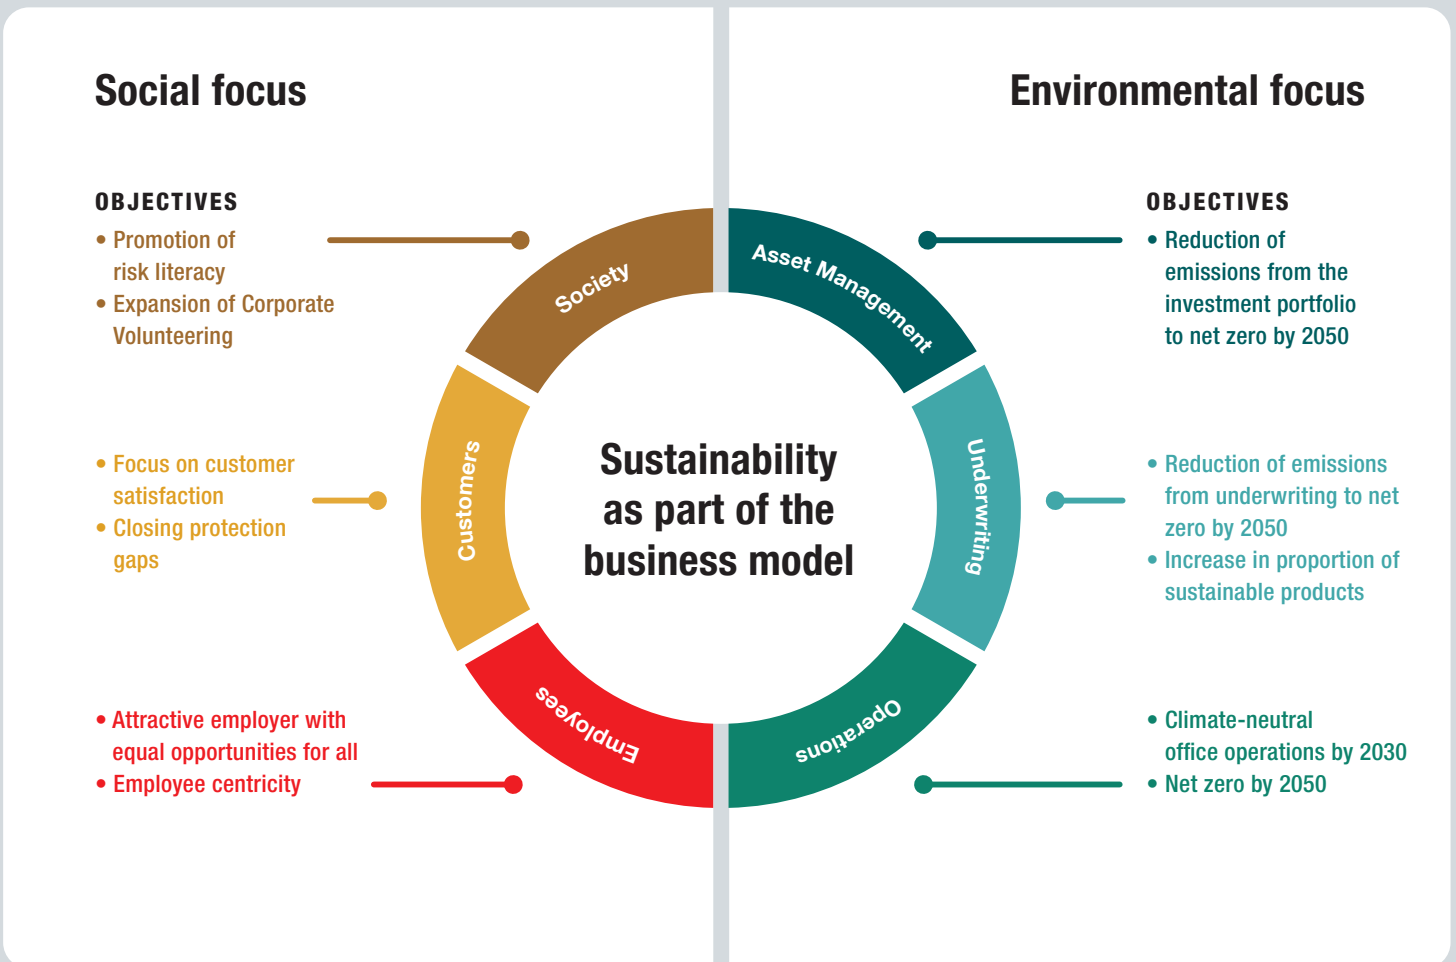 Social focus
OBJECTIVES
• Promotion of
risk literacy
• Expansion of Corporate
Volunteering
• Focus on customer
satisfaction
• Closing protection
gaps
• Attractive employer with
equal opportunities for all
• Employee centricity
Society
Customers
Employees
Sustainability
as part of the
business model
Environmental focus
Asset Management
Underwriting
Operations
OBJECTIVES
• Reduction of
emissions from the
investment portfolio
to net zero by 2050
• Reduction of emissions
from underwriting to net
zero by 2050
• Increase in proportion of
sustainable products
• Climate-neutral
office operations by 2030
• Net zero by 2050